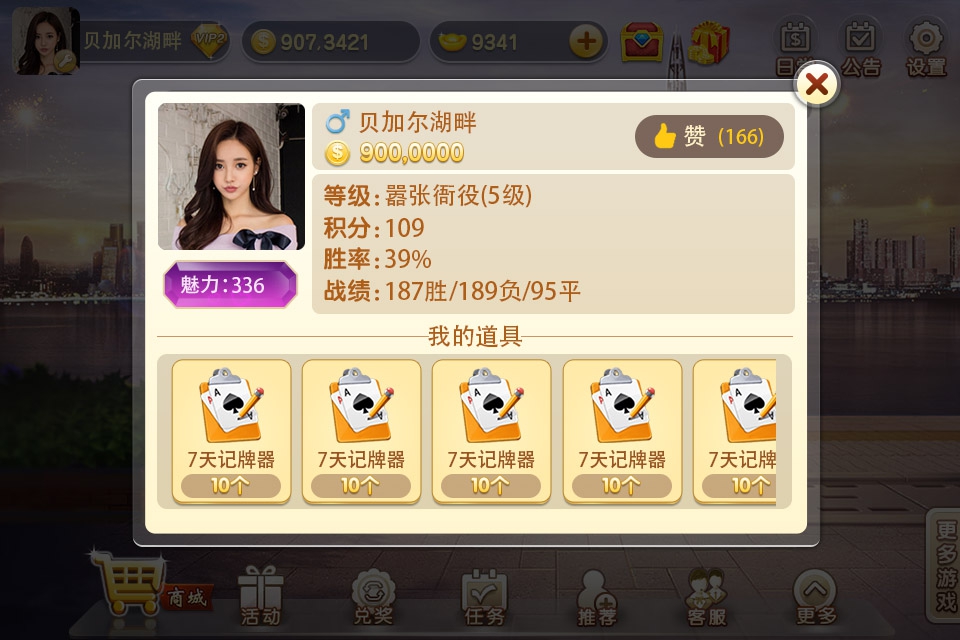 贝加尔湖畔 VIP2 907.3421 9341
公告 设置
贝加尔湖畔
900,0000
赞 (166)
等级:嚣张衙役(5级)
积分:109
胜率:39%
战绩:187胜/189负/95平
魅力:336
我的道具
7天记牌器 7天记牌器 7天记牌器 7天记牌器 7天记牌
10个 10个 10个 10个 10个
更多游戏
商城 活动 兑奖 任务 推荐 客服 更多